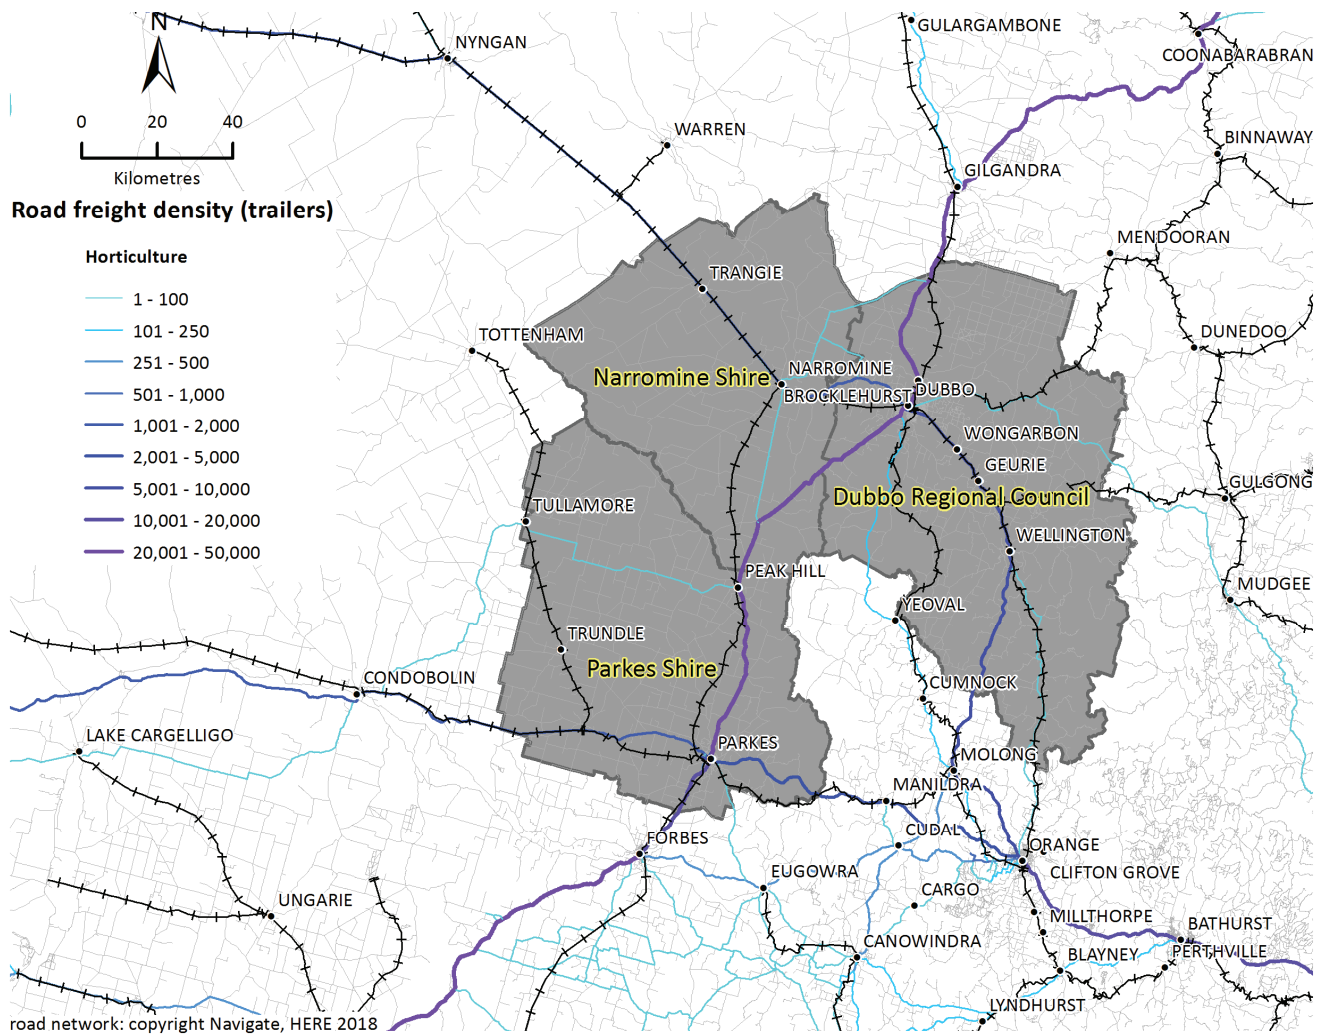 N
NYNGAN
GULARGAMBONE
COONABARABRAN
0 20 40
Kilometres
WARREN
BINNAWAY
GILGANDRA
Road freight density (trailers)
Horticulture
1 - 100
101 - 250
251 - 500
501 - 1,000
1,001 - 2,000
2,001 - 5,000
5,001 - 10,000
10,001 - 20,000
20,001 - 50,000
MENDOORAN
TRANGIE
TOTTENHAM
DUNEDOO
Narromine Shire
NARROMINE
BROCKLEHURST
DUBBO
WONGARBON
GEURIE
GULGONG
Dubbo Regional Council
TULLAMORE
WELLINGTON
PEAK HILL
MUDGEE
YEOVAL
TRUNDLE
Parkes Shire
CONDOBOLIN
CUMNOCK
LAKE CARGELLIGO
PARKES
MOLONG
MANILDRA
CUDAL
FORBES
ORANGE
EUGOWRA
CLIFTON GROVE
CARGO
UNGARIE
MILLTHORPE
BATHURST
CANOWINDRA
BLAYNEY
PERTHVILLE
LYNDHURST
road network: copyright Navigate, HERE 2018